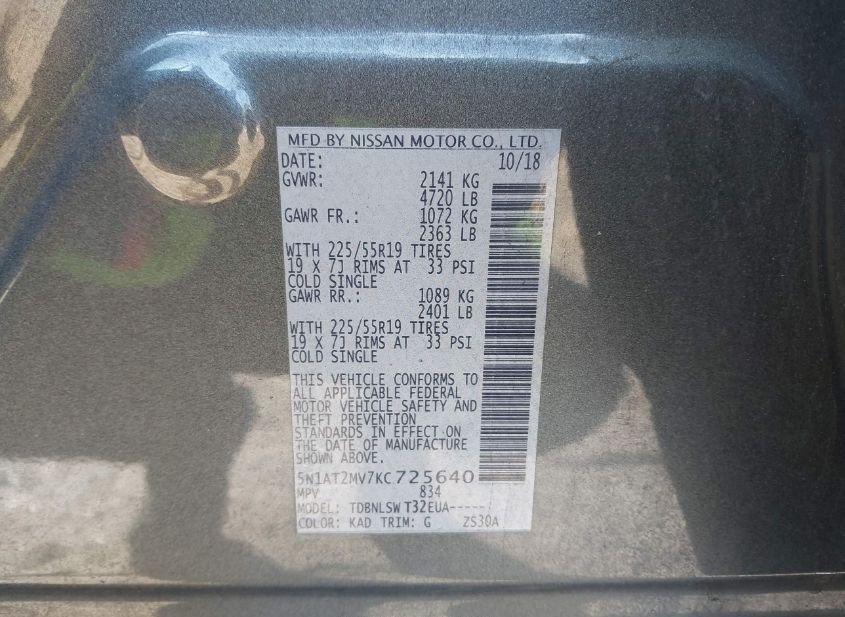 MFD BY NISSAN MOTOR CO., LTD.
DATE: 10/18
GVWR: 2141 KG
4720 LB
GAWR FR.: 1072 KG
2363 LB
WITH 225/55R19 TIRES
19 X 7J RIMS AT 33 PSI
COLD SINGLE
GAWR RR.: 1089 KG
2401 LB
WITH 225/55R19 TIRES
19 X 7J RIMS AT 33 PSI
COLD SINGLE
THIS VEHICLE CONFORMS TO
ALL APPLICABLE FEDERAL
MOTOR VEHICLE SAFETY AND
THEFT PREVENTION
STANDARDS IN EFFECT ON
THE DATE OF MANUFACTURE
SHOWN ABOVE.
5N1AT2MV7KC725640
MPV 834
MODEL: TDBNLSW T32EUA-----
COLOR: KAD TRIM: G ZS30A